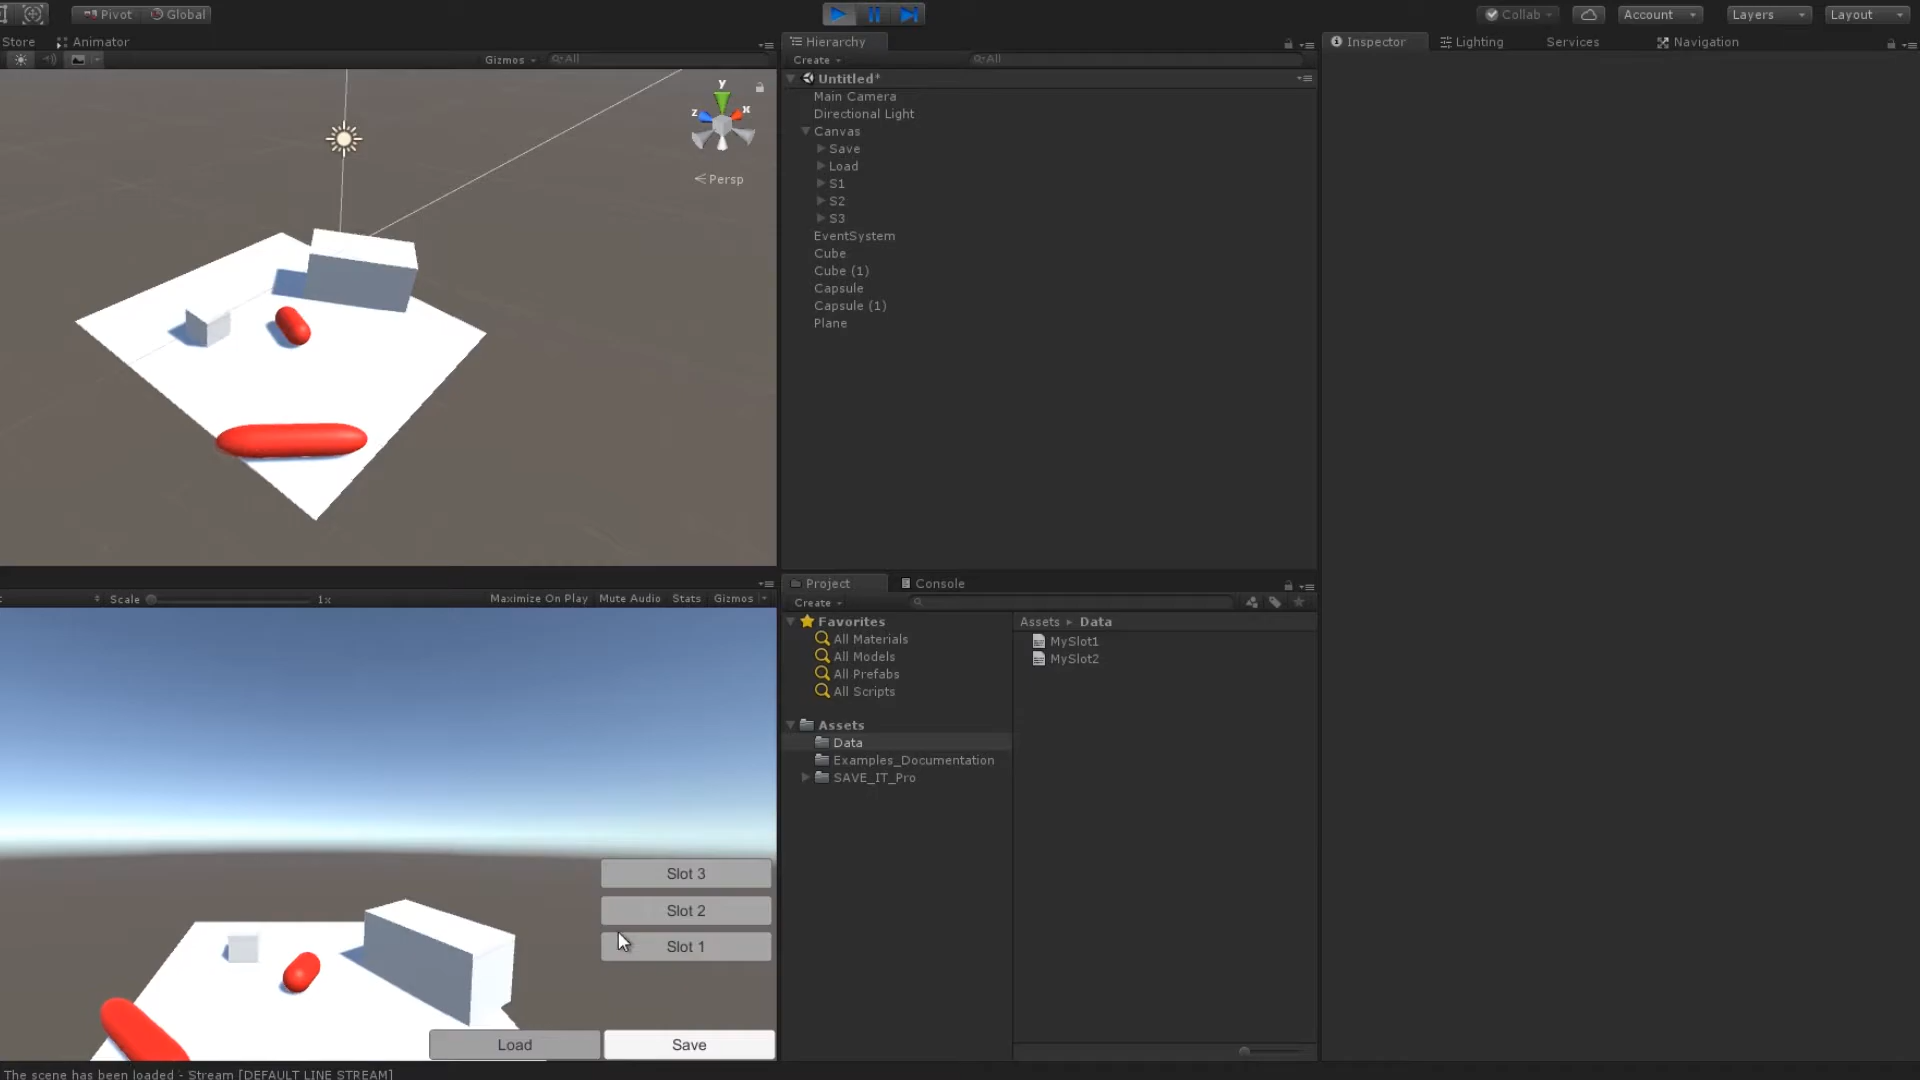 Pivot Global Collab Account Layers Layout
Store Animator
Gizmos All
y
z x
Persp
Hierarchy
Create All
Untitled*
Main Camera
Directional Light
Canvas
Save
Load
S1
S2
S3
EventSystem
Cube
Cube (1)
Capsule
Capsule (1)
Plane
Inspector Lighting Services Navigation
Scale 1x Maximize On Play Mute Audio Stats Gizmos
Slot 3
Slot 2
Slot 1
Load Save
Project Console
Create
Favorites
All Materials
All Models
All Prefabs
All Scripts
Assets
Data
Examples_Documentation
SAVE_IT_Pro
Assets Data
MySlot1
MySlot2
The scene has been loaded - Stream [DEFAULT LINE STREAM]